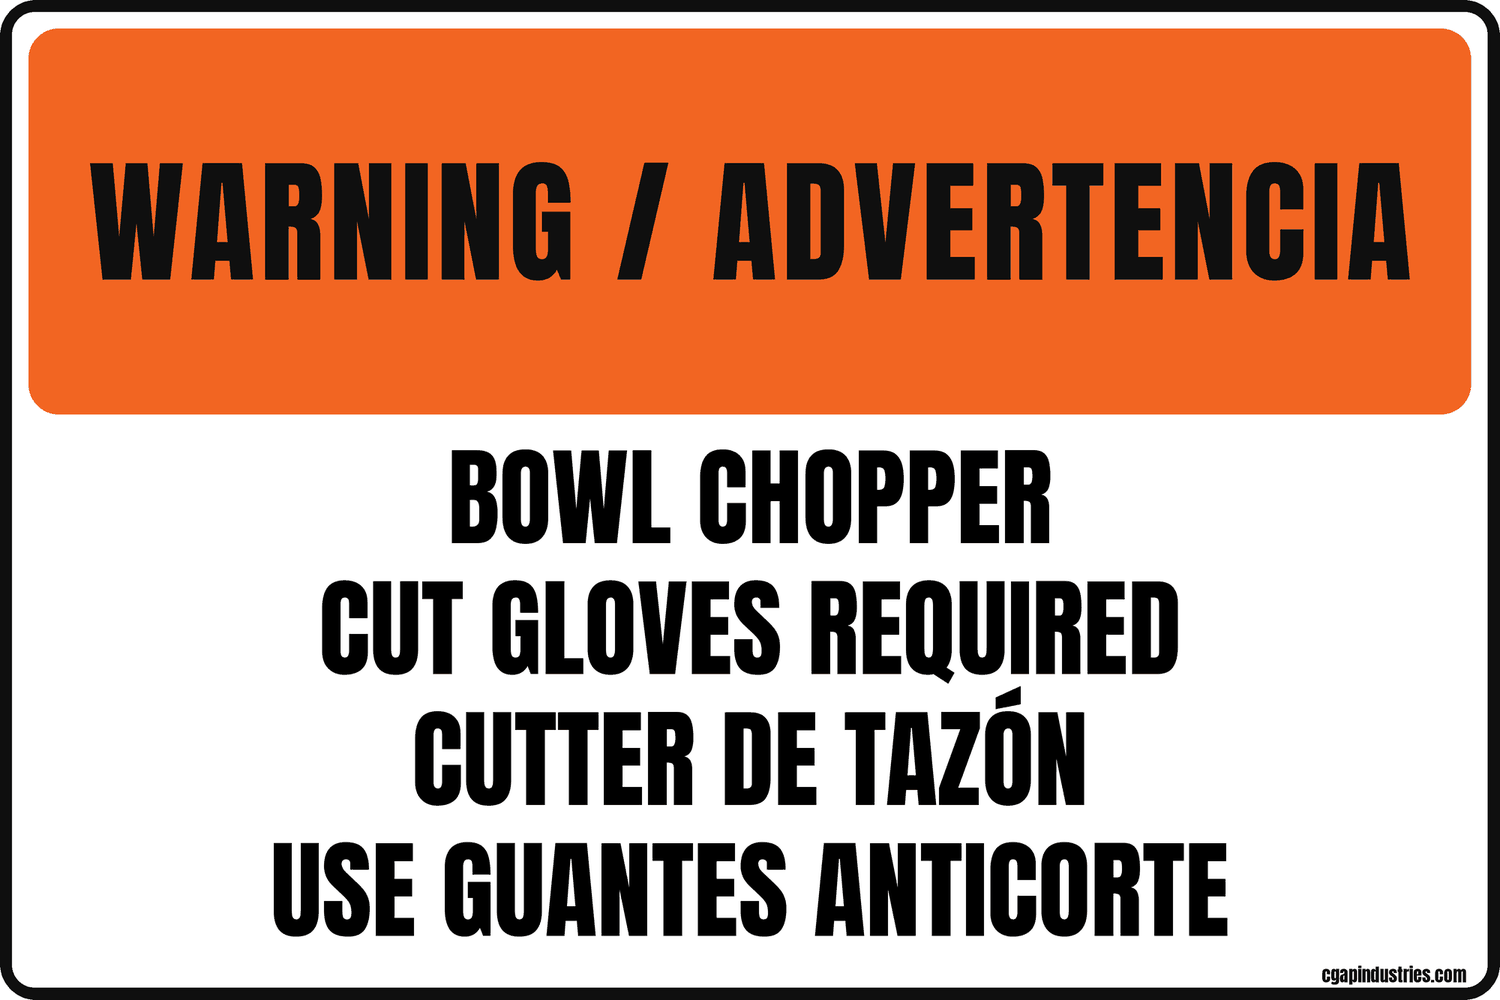 WARNING / ADVERTENCIA
BOWL CHOPPER
CUT GLOVES REQUIRED
CUTTER DE TAZÓN
USE GUANTES ANTICORTE
cgapindustries.com